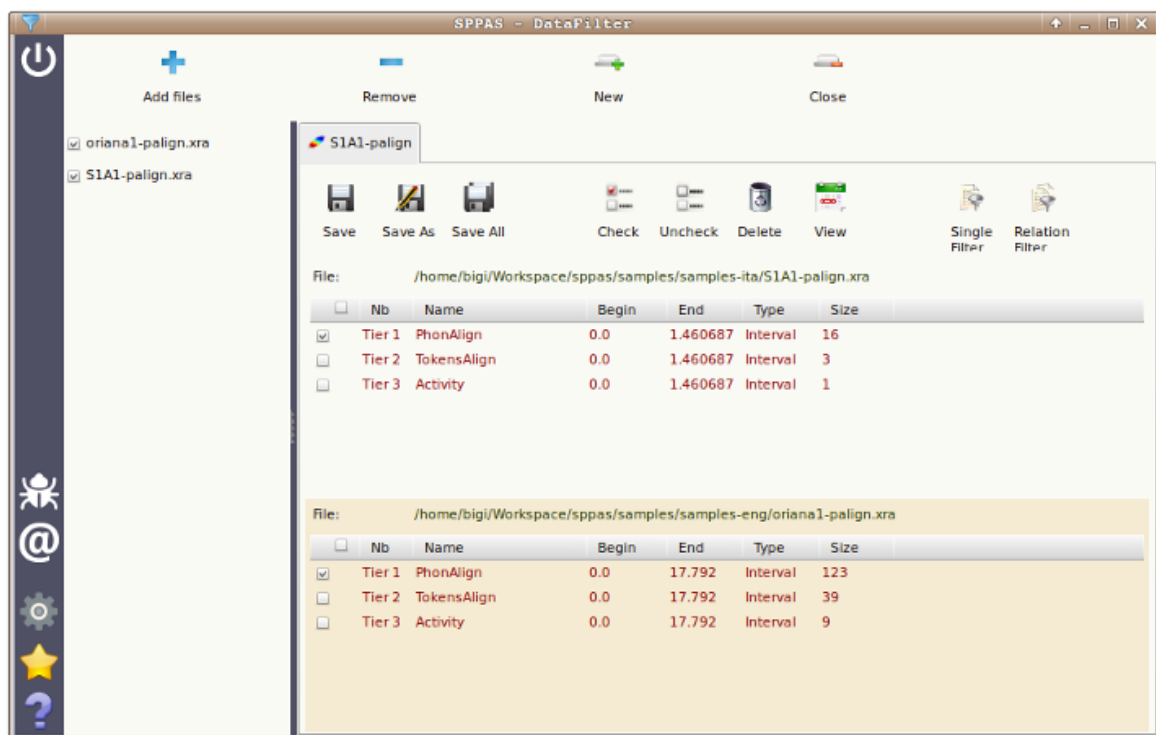 SPPAS - DataFilter
Add files Remove New Close
oriana1-palign.xra
S1A1-palign.xra
S1A1-palign
Save Save As Save All Check Uncheck Delete View Single Filter Relation Filter
File: /home/bigi/Workspace/sppas/samples/samples-ita/S1A1-palign.xra
Nb Name Begin End Type Size
Tier 1 PhonAlign 0.0 1.460687 Interval 16
Tier 2 TokensAlign 0.0 1.460687 Interval 3
Tier 3 Activity 0.0 1.460687 Interval 1
File: /home/bigi/Workspace/sppas/samples/samples-eng/oriana1-palign.xra
Nb Name Begin End Type Size
Tier 1 PhonAlign 0.0 17.792 Interval 123
Tier 2 TokensAlign 0.0 17.792 Interval 39
Tier 3 Activity 0.0 17.792 Interval 9
@
?